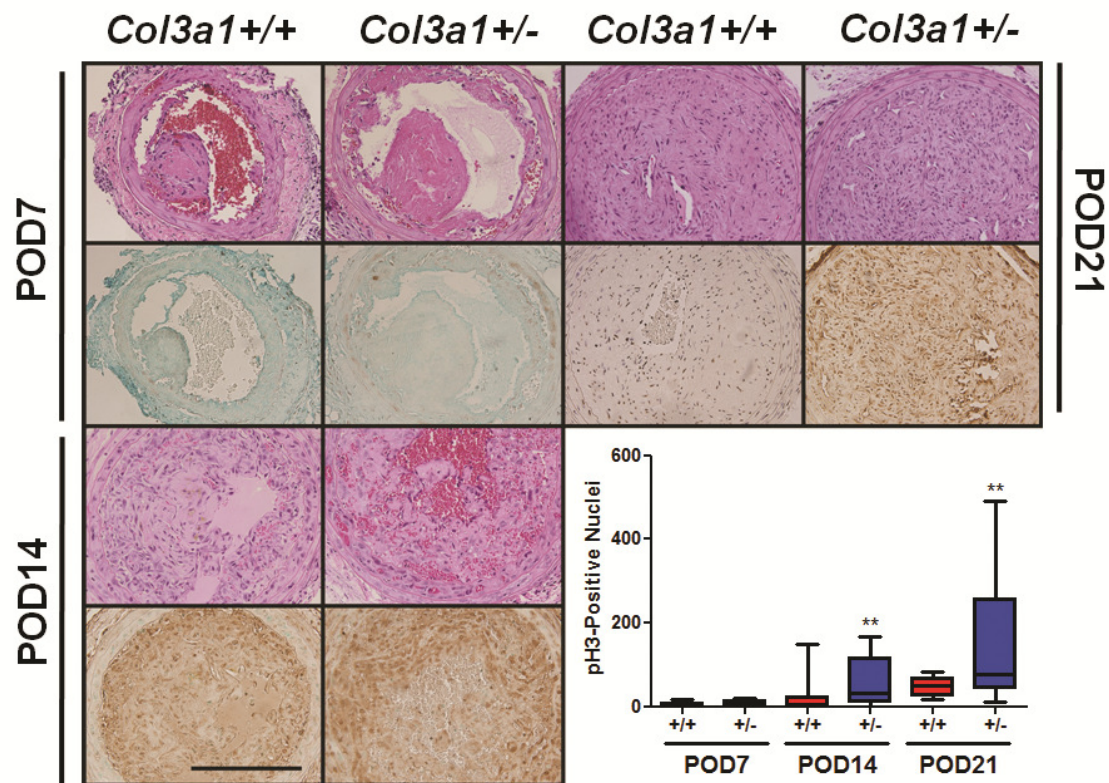 Col3a1+/+ Col3a1+/- Col3a1+/+ Col3a1+/-
POD7
POD21
POD14
600
400
200
0
pH3-Positive Nuclei
**
**
+/+ +/- +/+ +/- +/+ +/-
POD7 POD14 POD21